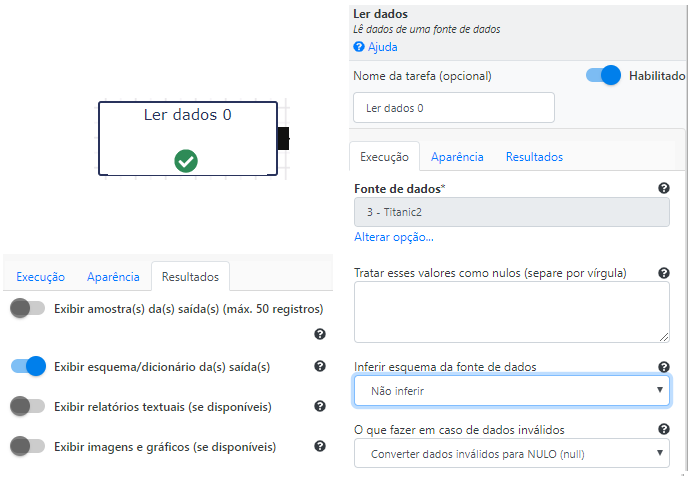 Ler dados 0
Execução
Aparência
Resultados
Exibir amostra(s) da(s) saída(s) (máx. 50 registros)
Exibir esquema/dicionário da(s) saída(s)
Exibir relatórios textuais (se disponíveis)
Exibir imagens e gráficos (se disponíveis)
Ler dados
Lê dados de uma fonte de dados
Ajuda
Nome da tarefa (opcional)
Habilitado
Ler dados 0
Execução
Aparência
Resultados
Fonte de dados*
3 - Titanic2
Alterar opção...
Tratar esses valores como nulos (separe por vírgula)
Inferir esquema da fonte de dados
Não inferir
O que fazer em caso de dados inválidos
Converter dados inválidos para NULO (null)